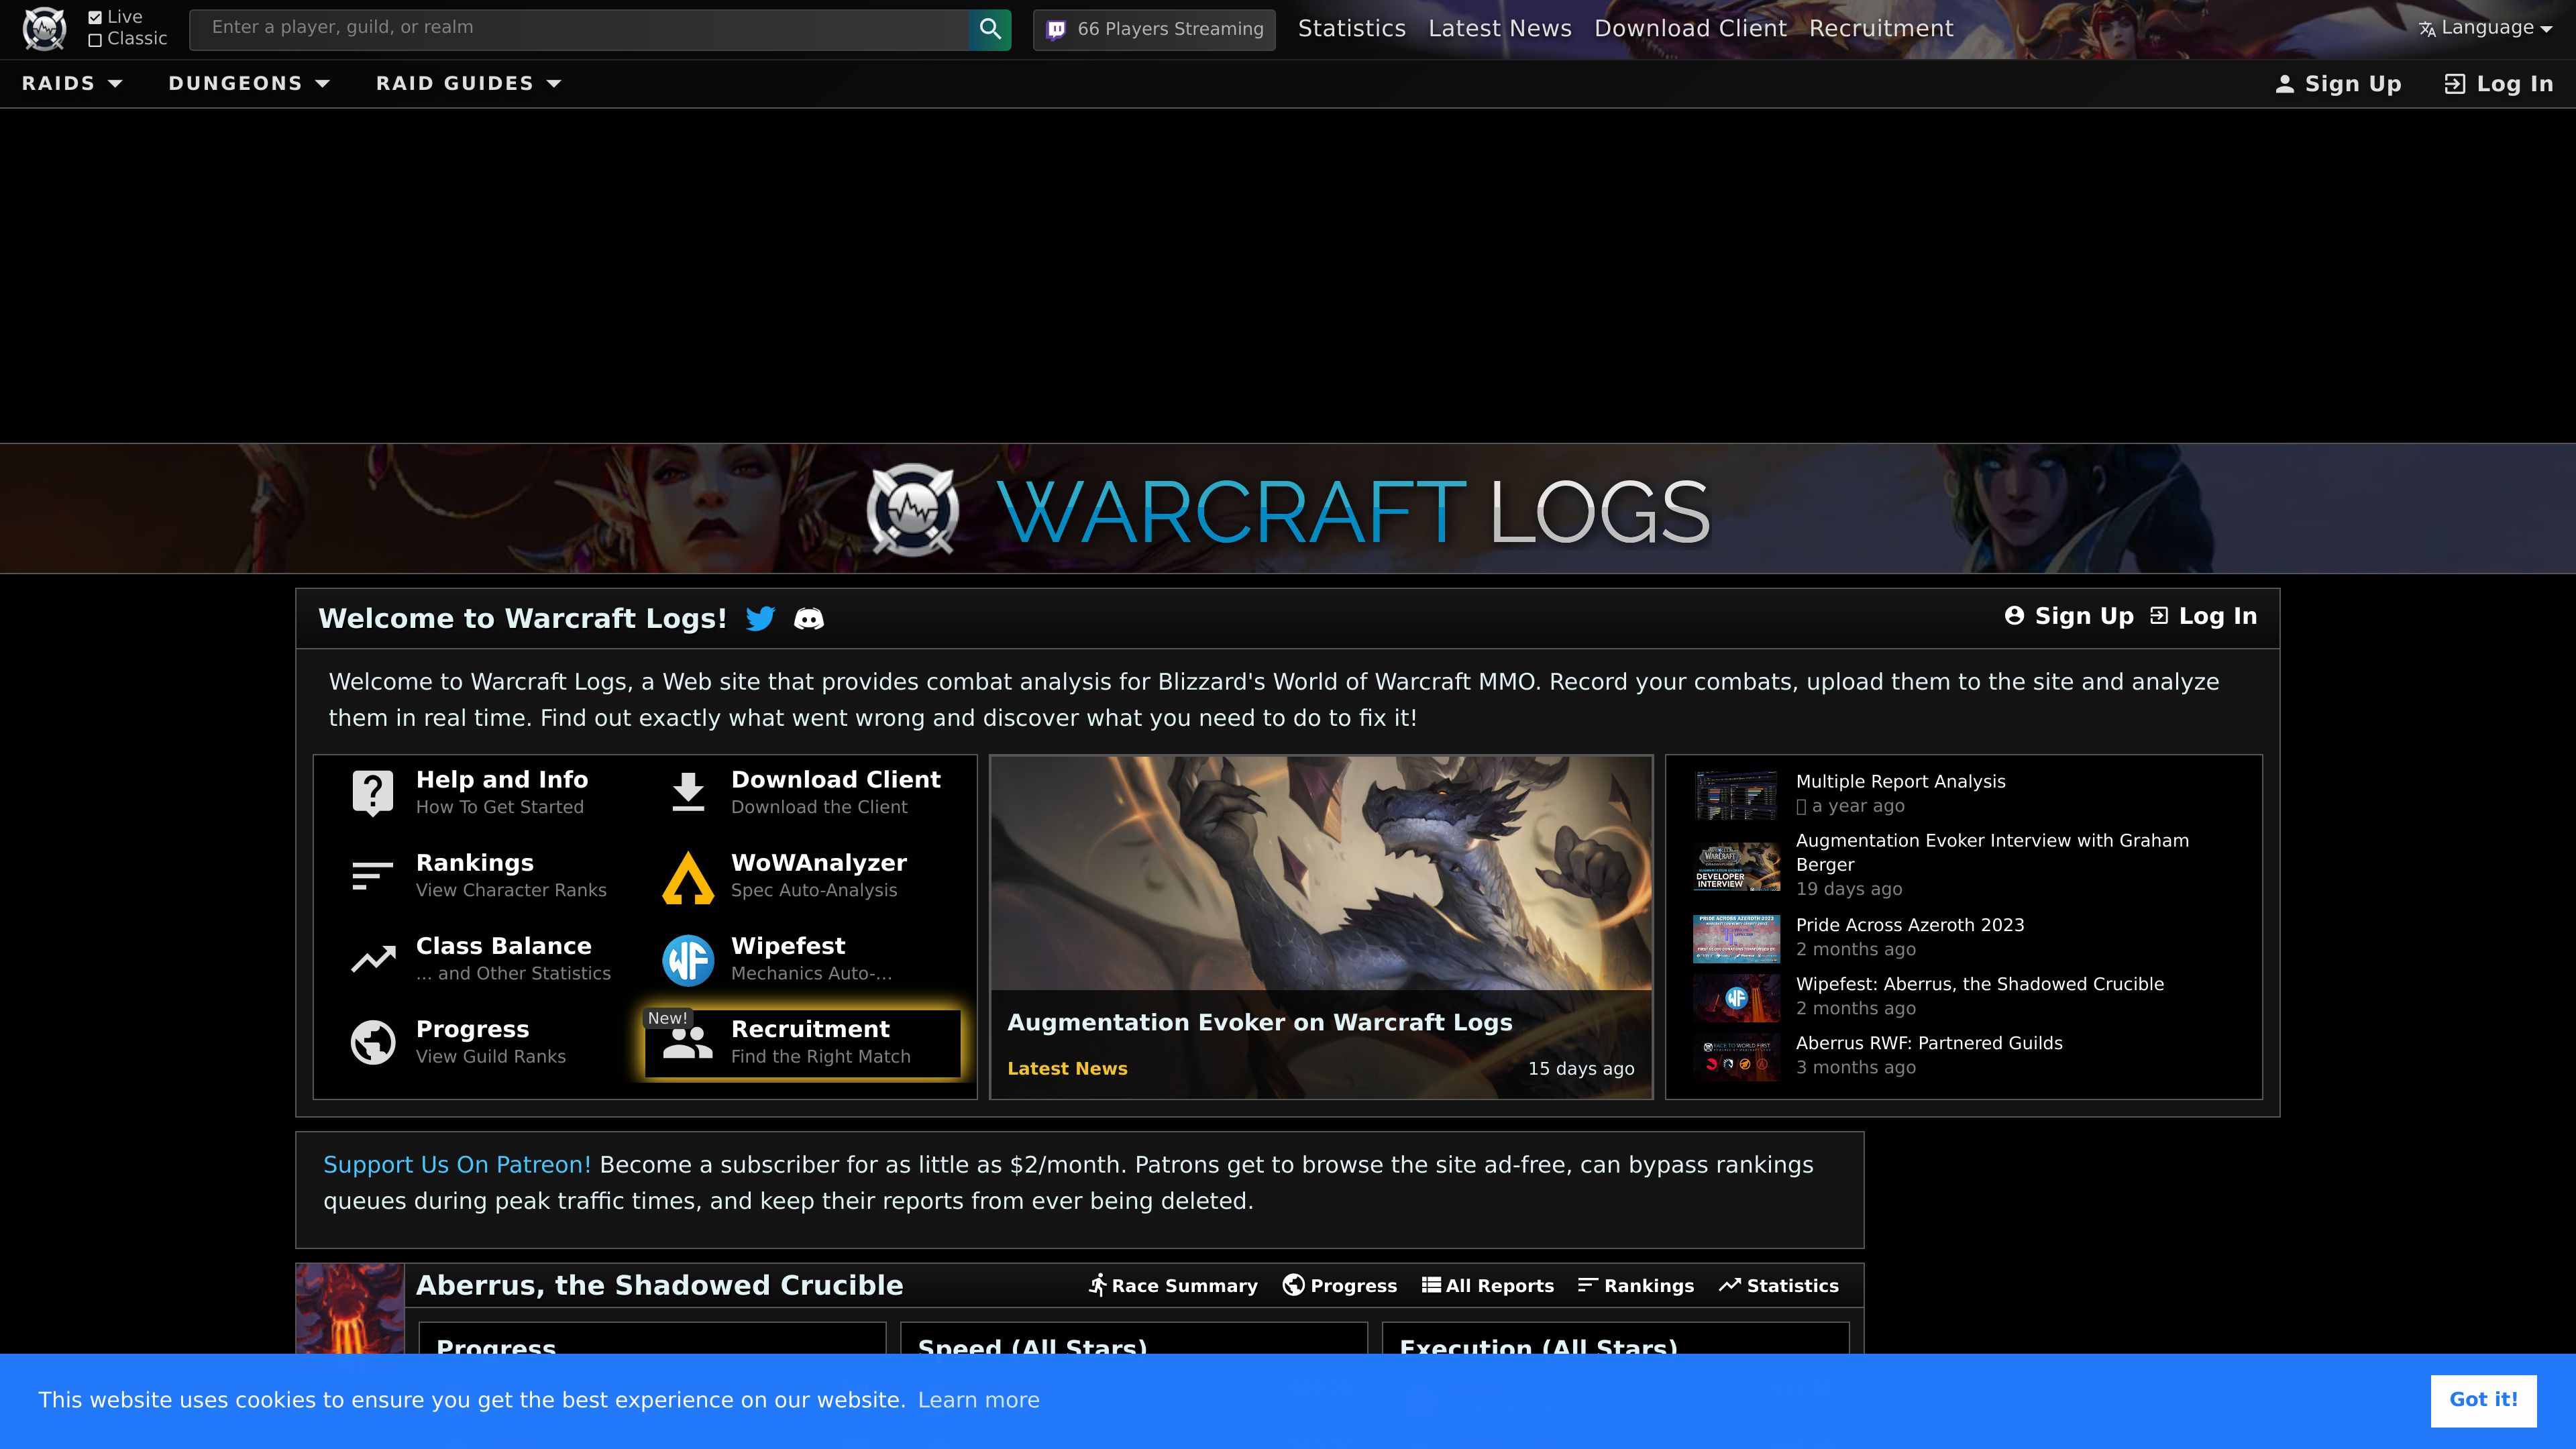 Live
Classic
Enter a player, guild, or realm
66 Players Streaming
Statistics
Latest News
Download Client
Recruitment
Language
RAIDS
DUNGEONS
RAID GUIDES
Sign Up
Log In
WARCRAFT LOGS
Welcome to Warcraft Logs!
Sign Up
Log In
Welcome to Warcraft Logs, a Web site that provides combat analysis for Blizzard's World of Warcraft MMO. Record your combats, upload them to the site and analyze
them in real time. Find out exactly what went wrong and discover what you need to do to fix it!
Help and Info
How To Get Started
Download Client
Download the Client
Rankings
View Character Ranks
WoWAnalyzer
Spec Auto-Analysis
Class Balance
... and Other Statistics
WF
Wipefest
Mechanics Auto-...
Progress
View Guild Ranks
New!
Recruitment
Find the Right Match
Augmentation Evoker on Warcraft Logs
Latest News
15 days ago
Multiple Report Analysis
a year ago
WARCRAFT
DEVELOPER
INTERVIEW
Augmentation Evoker Interview with Graham
Berger
19 days ago
PRIDE ACROSS AZEROTH 2023
Pride Across Azeroth 2023
2 months ago
WF
Wipefest: Aberrus, the Shadowed Crucible
2 months ago
Aberrus RWF: Partnered Guilds
3 months ago
Support Us On Patreon! Become a subscriber for as little as $2/month. Patrons get to browse the site ad-free, can bypass rankings
queues during peak traffic times, and keep their reports from ever being deleted.
Aberrus, the Shadowed Crucible
Race Summary
Progress
All Reports
Rankings
Statistics
Progress
Speed (All Stars)
Execution (All Stars)
This website uses cookies to ensure you get the best experience on our website. Learn more
Got it!